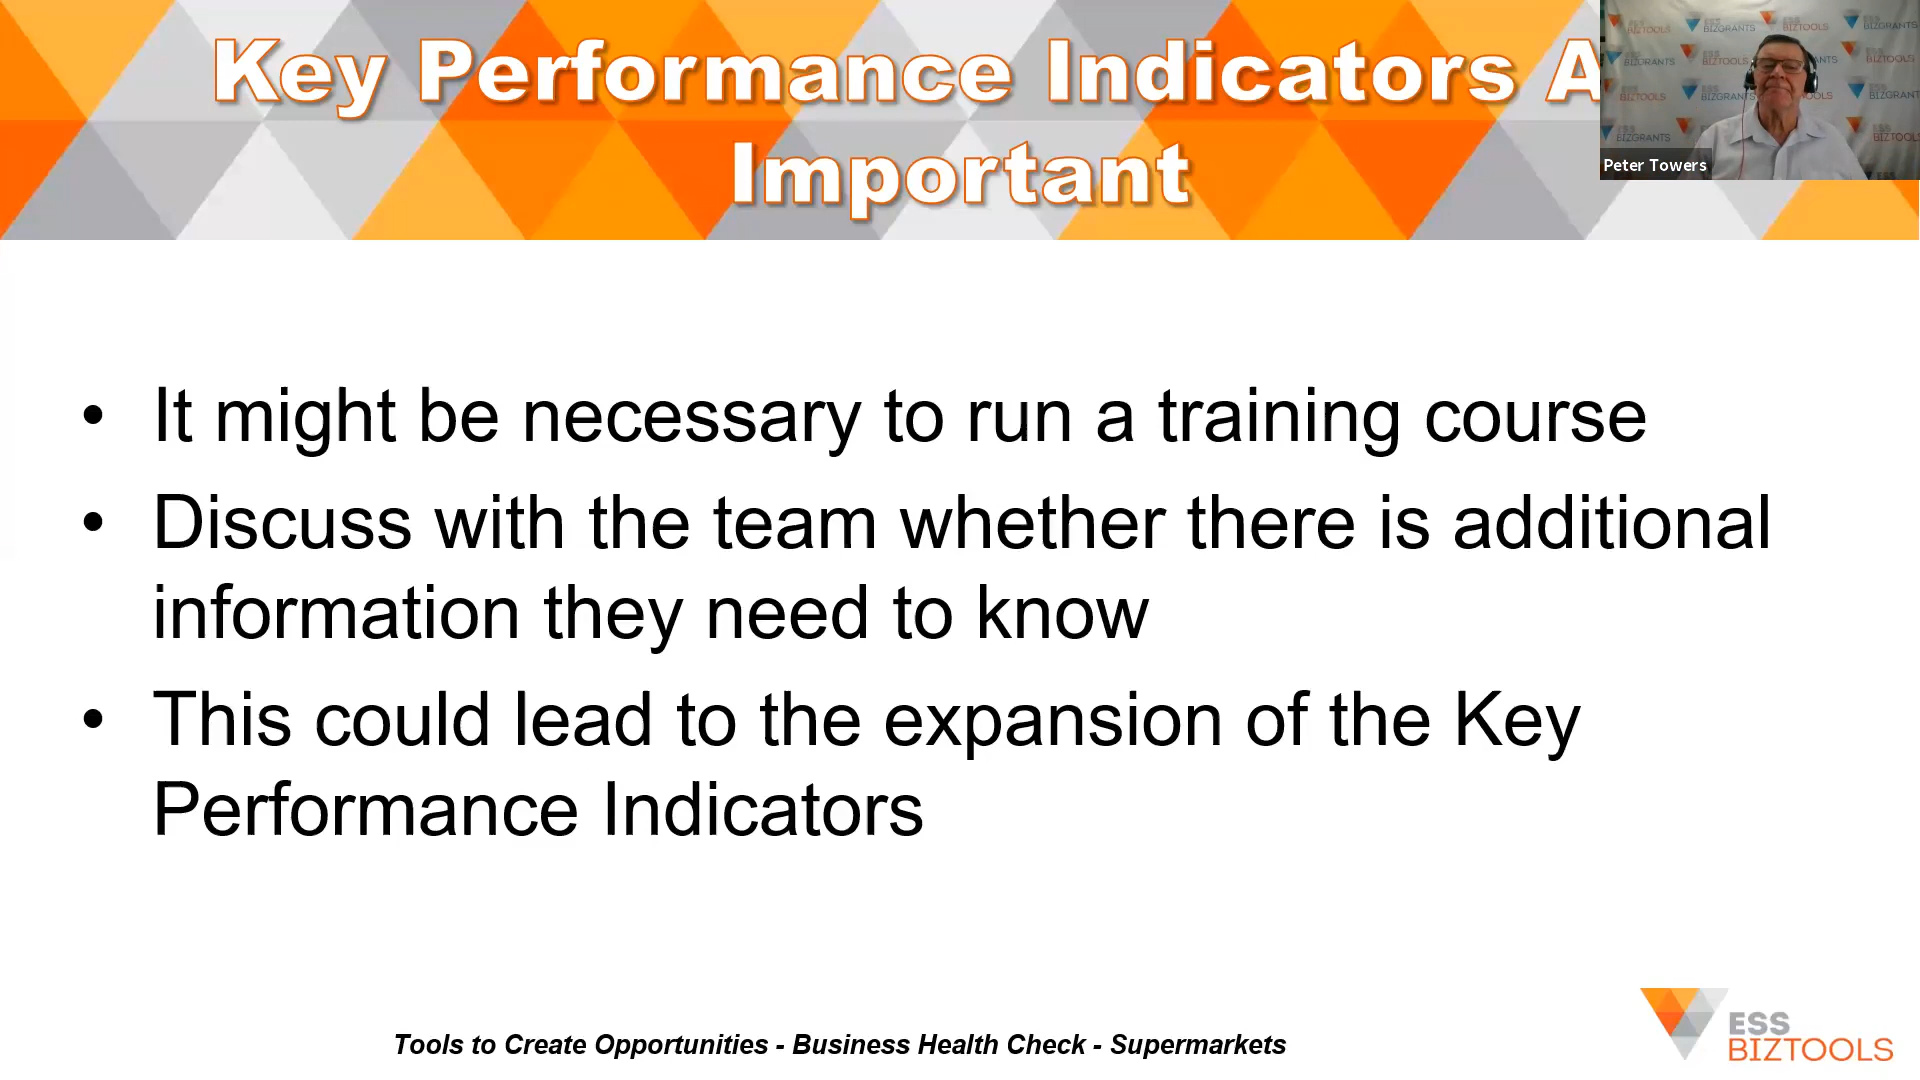 Key Performance Indicators A
Important
Peter Towers
• It might be necessary to run a training course
• Discuss with the team whether there is additional
information they need to know
• This could lead to the expansion of the Key
Performance Indicators
Tools to Create Opportunities - Business Health Check - Supermarkets
ESS
BIZTOOLS